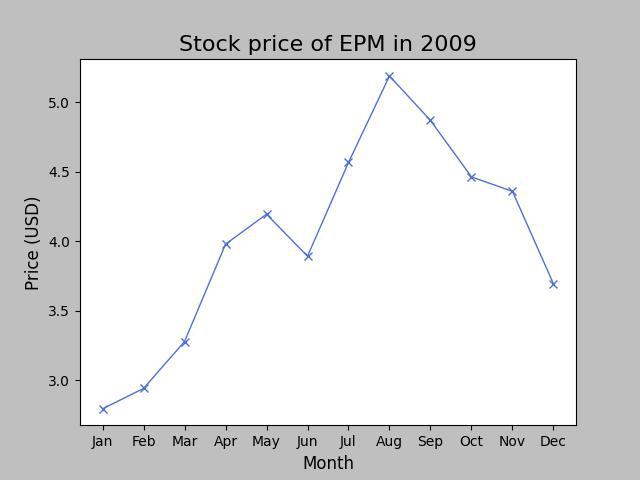 Stock price of EPM in 2009
Price (USD)
5.0
4.5
4.0
3.5
3.0
Jan Feb Mar Apr May Jun Jul Aug Sep Oct Nov Dec
Month